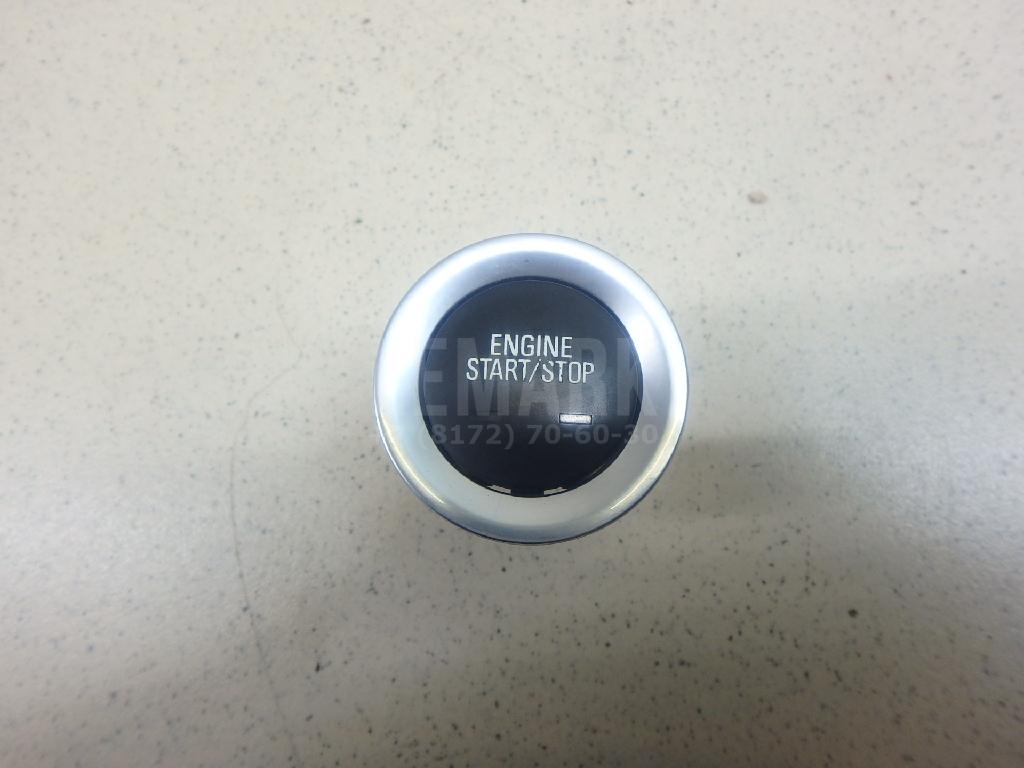 ENGINE
START/STOP
EMARK
8172) 70-60-30